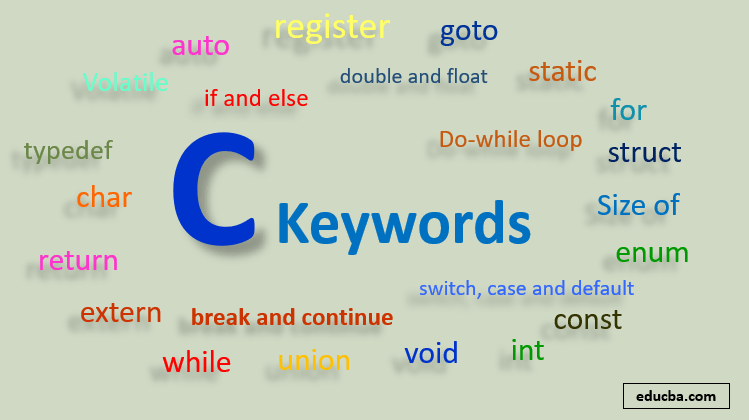 register
goto
auto
double and float
static
Volatile
if and else
for
Do-while loop
struct
typedef
char
C Keywords
Size of
return
enum
switch, case and default
extern
break and continue
const
while
union
void
int
educba.com